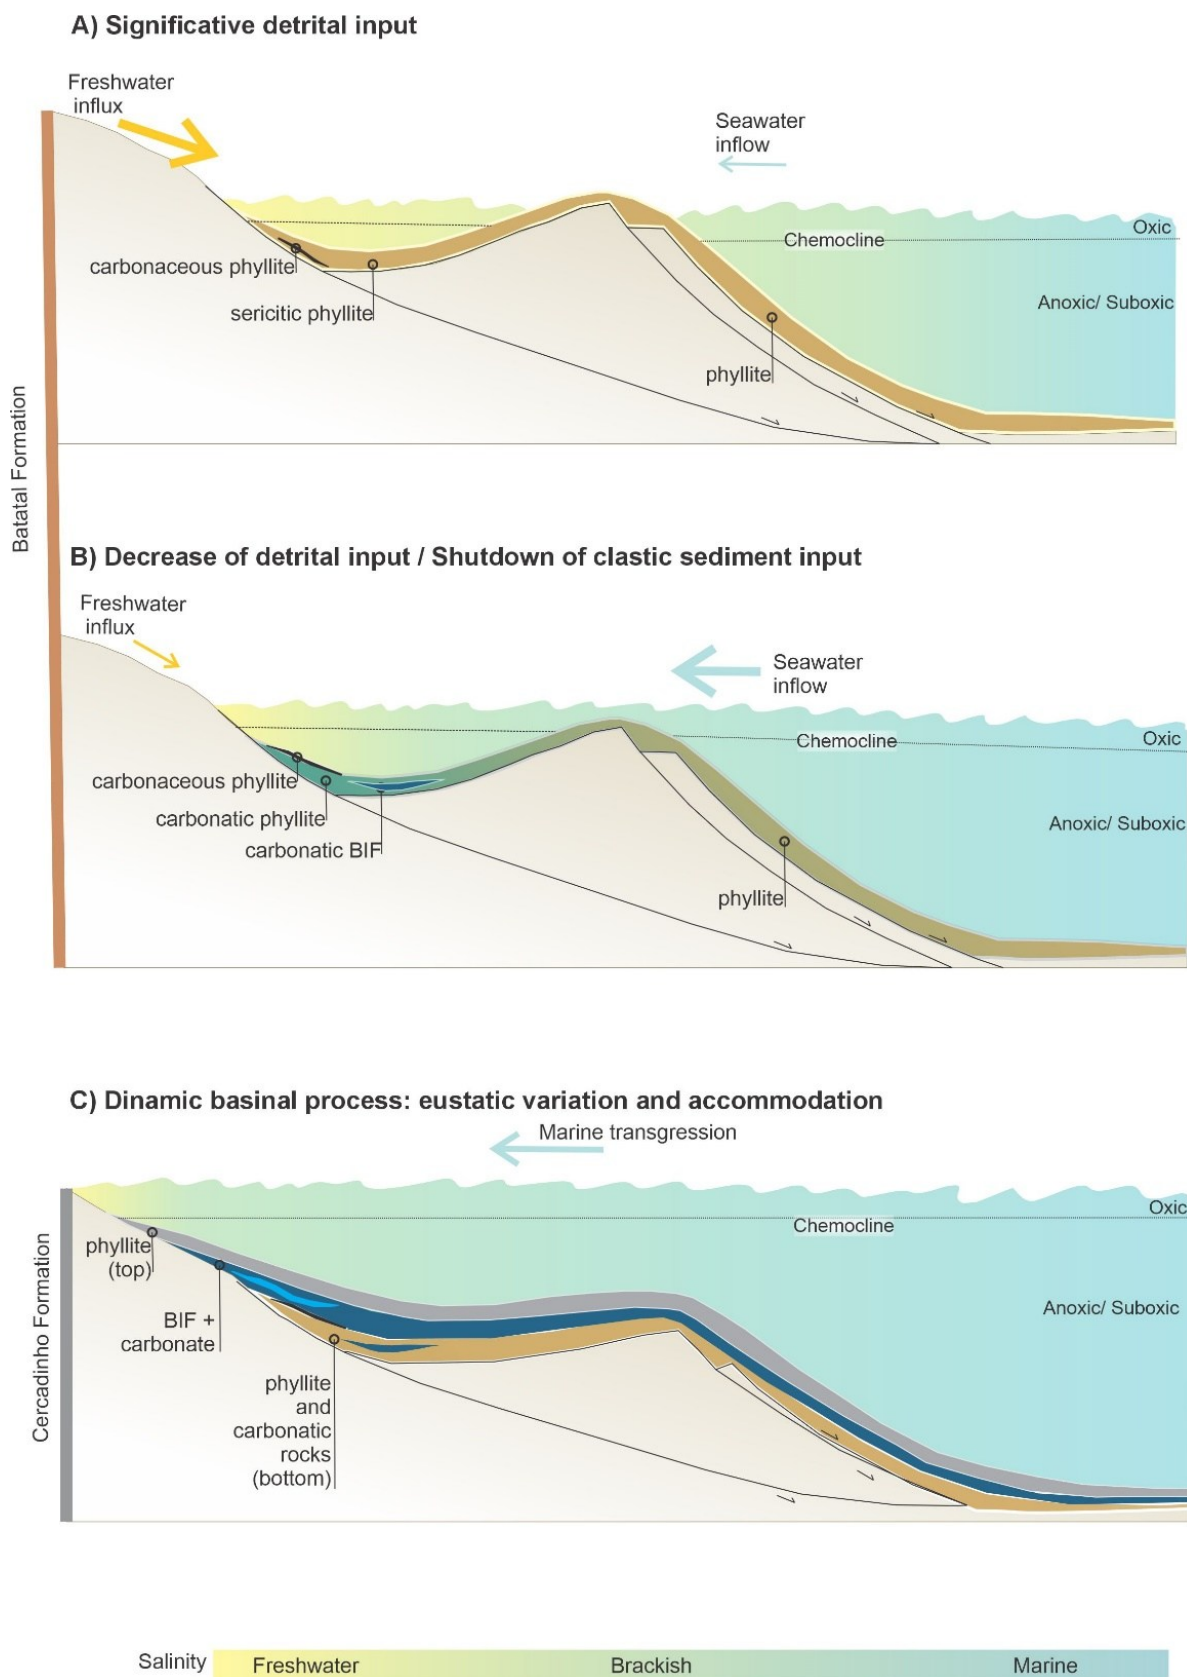 A) Significative detrital input
Freshwater
influx
Seawater
inflow
Oxic
Chemocline
carbonaceous phyllite
Anoxic/ Suboxic
sericitic phyllite
phyllite
Batatal Formation
B) Decrease of detrital input / Shutdown of clastic sediment input
Freshwater
influx
Seawater
inflow
Chemocline
Oxic
carbonaceous phyllite
carbonatic phyllite
Anoxic/ Suboxic
carbonatic BIF
phyllite
C) Dinamic basinal process: eustatic variation and accommodation
Marine transgression
Oxic
Chemocline
phyllite
(top)
Anoxic/ Suboxic
BIF +
carbonate
phyllite
and
carbonatic
rocks
(bottom)
Cercadinho Formation
Salinity
Freshwater
Brackish
Marine